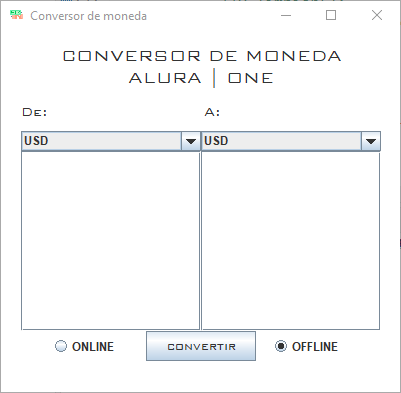 Conversor de moneda
CONVERSOR DE MONEDA
ALURA | ONE
DE: A:
USD USD
ONLINE CONVERTIR OFFLINE